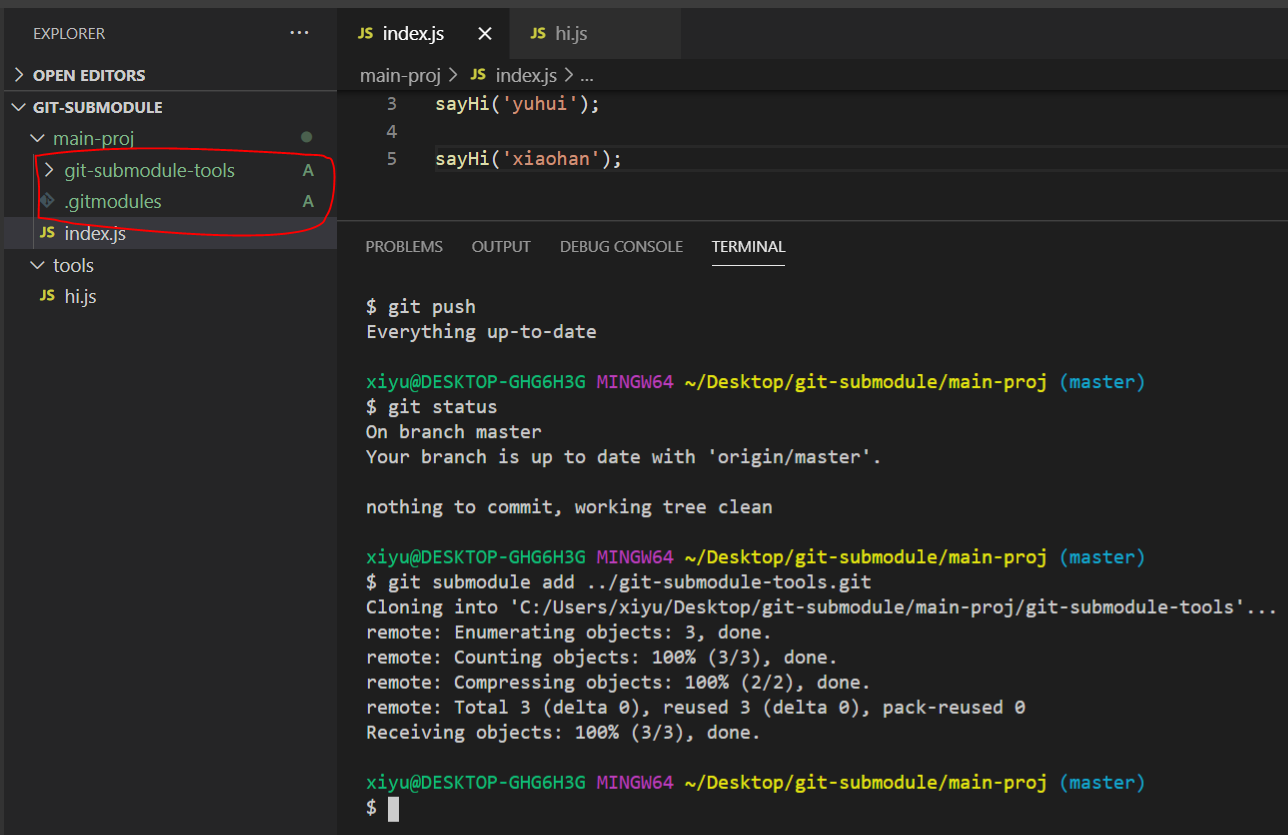 EXPLORER ...
OPEN EDITORS
GIT-SUBMODULE
main-proj
git-submodule-tools A
.gitmodules A
JS index.js
tools
JS hi.js
JS index.js ×
JS hi.js
main-proj > JS index.js > ...
3 sayHi('yuhui');
4
5 sayHi('xiaohan');
PROBLEMS OUTPUT DEBUG CONSOLE TERMINAL
$ git push
Everything up-to-date
xiyu@DESKTOP-GHG6H3G MINGW64 ~/Desktop/git-submodule/main-proj (master)
$ git status
On branch master
Your branch is up to date with 'origin/master'.
nothing to commit, working tree clean
xiyu@DESKTOP-GHG6H3G MINGW64 ~/Desktop/git-submodule/main-proj (master)
$ git submodule add ../git-submodule-tools.git
Cloning into 'C:/Users/xiyu/Desktop/git-submodule/main-proj/git-submodule-tools'...
remote: Enumerating objects: 3, done.
remote: Counting objects: 100% (3/3), done.
remote: Compressing objects: 100% (2/2), done.
remote: Total 3 (delta 0), reused 3 (delta 0), pack-reused 0
Receiving objects: 100% (3/3), done.
xiyu@DESKTOP-GHG6H3G MINGW64 ~/Desktop/git-submodule/main-proj (master)
$